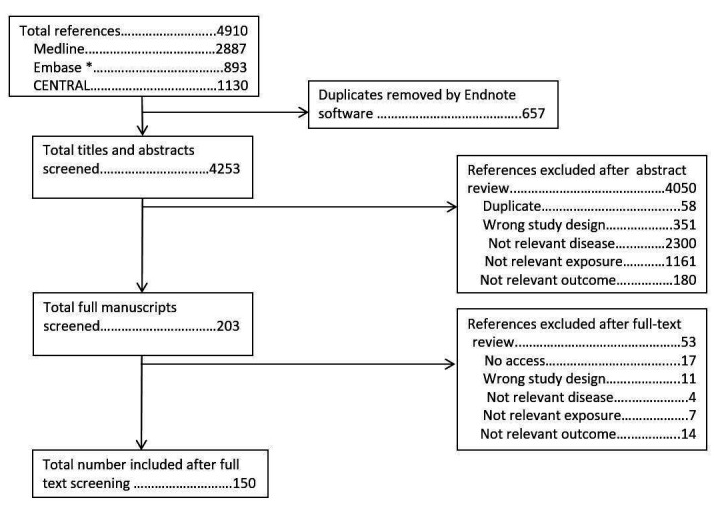 Total references……………………..4910
Medline……………………………….2887
Embase *……………………………..893
CENTRAL……………………………..1130
Duplicates removed by Endnote
software ………………………………..657
Total titles and abstracts
screened…………………………4253
References excluded after abstract
review……………………………………4050
Duplicate………………………………..58
Wrong study design……………….351
Not relevant disease………….2300
Not relevant exposure…………1161
Not relevant outcome……………180
Total full manuscripts
screened……………………………203
References excluded after full-text
review………………………………………..53
No access……………………………..17
Wrong study design…………………11
Not relevant disease…………………..4
Not relevant exposure………………..7
Not relevant outcome……………….14
Total number included after full
text screening ………………………..150